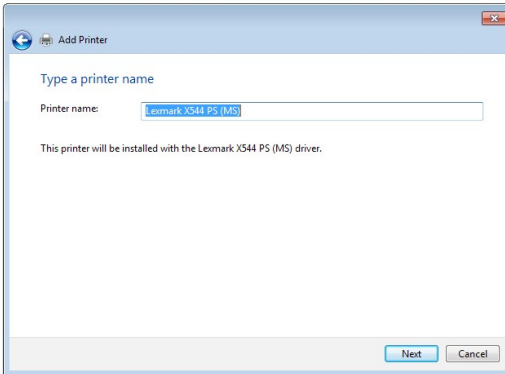 Add Printer
Type a printer name
Printer name: Lexmark X544 PS (MS)
This printer will be installed with the Lexmark X544 PS (MS) driver.
Next Cancel